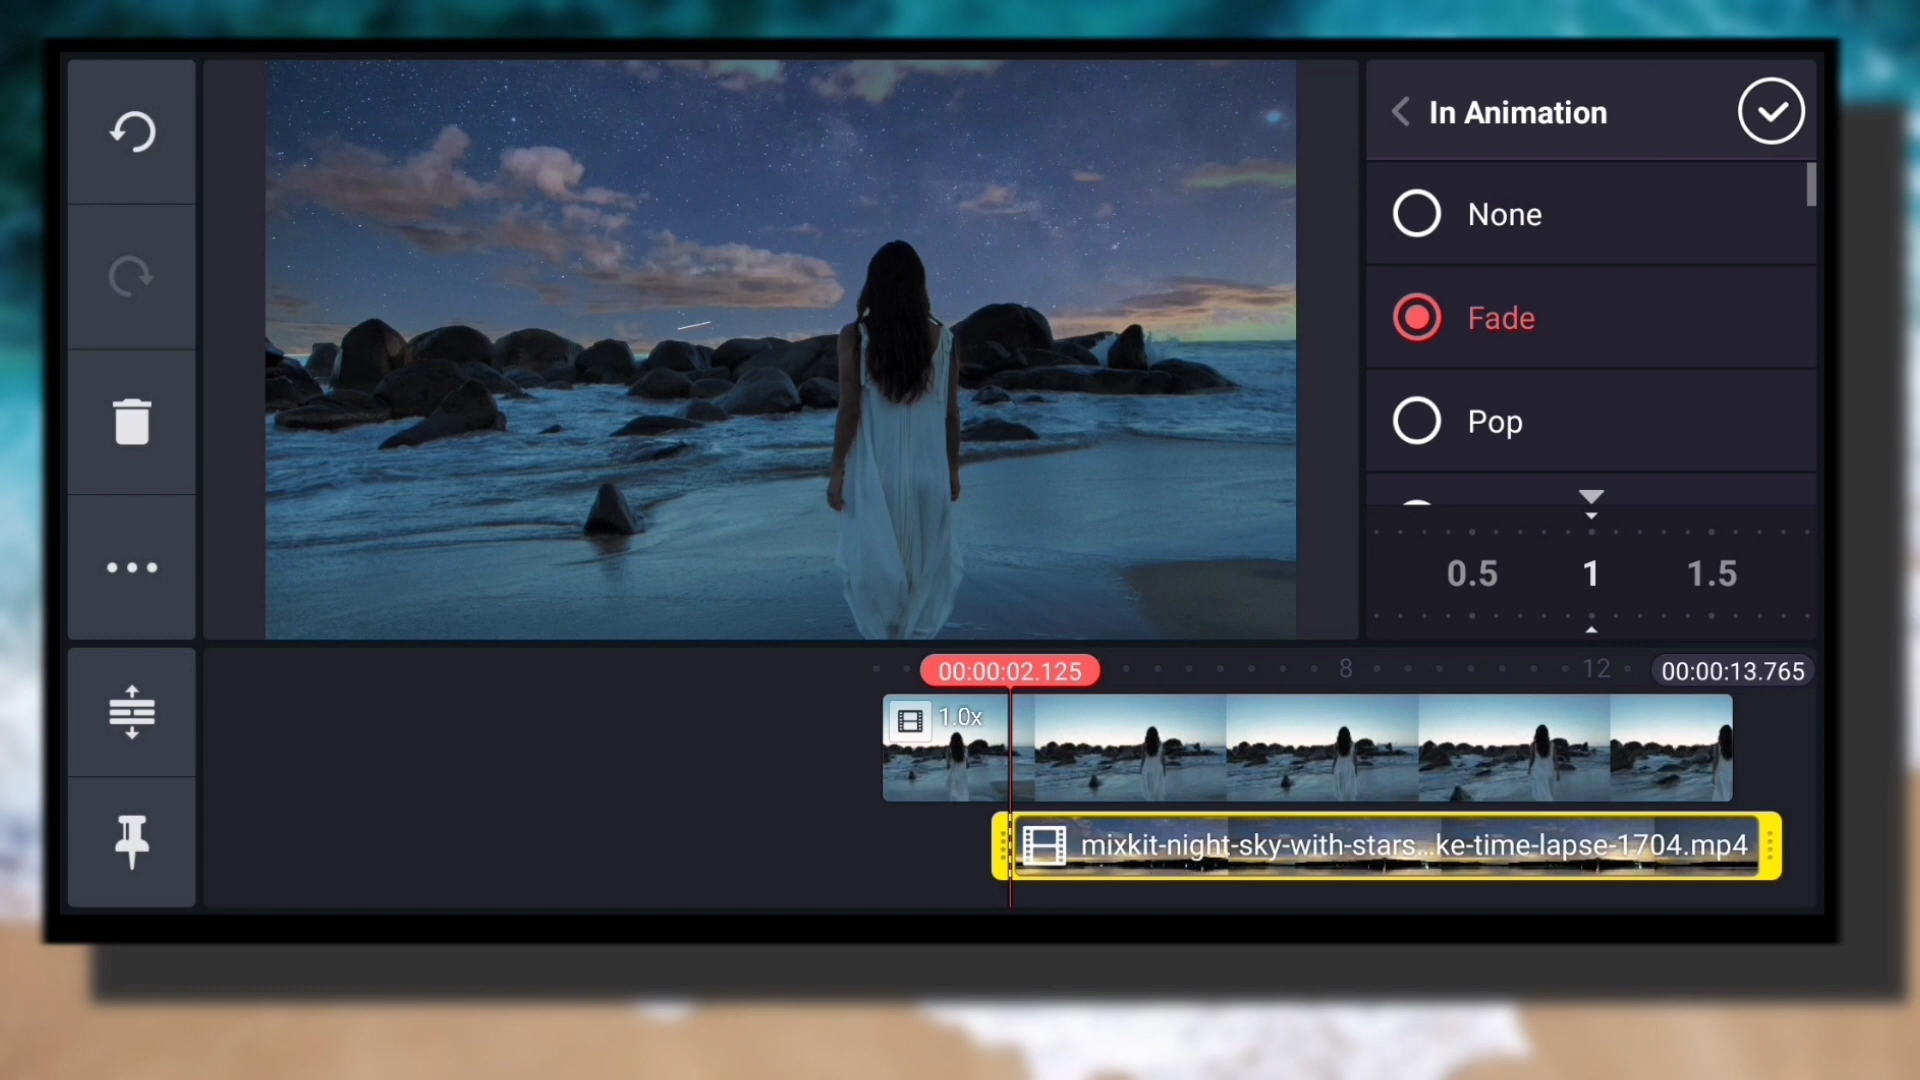 In Animation
None
Fade
Pop
0.5 1 1.5
00:00:02.125 8 12 00:00:13.765
1.0x
mixkit-night-sky-with-stars...ke-time-lapse-1704.mp4